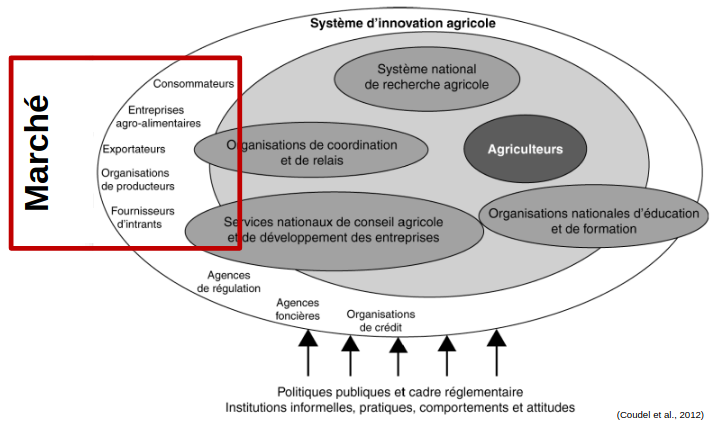 Système d'innovation agricole
Marché
Consommateurs
Entreprises
agro-alimentaires
Exportateurs
Organisations
de producteurs
Fournisseurs
d'intrants
Système national
de recherche agricole
Organisations de coordination
et de relais
Agriculteurs
Services nationaux de conseil agricole
et de développement des entreprises
Organisations nationales d'éducation
et de formation
Agences
de régulation
Agences
foncières
Organisations
de crédit
Politiques publiques et cadre réglementaire
Institutions informelles, pratiques, comportements et attitudes
(Coudel et al., 2012)